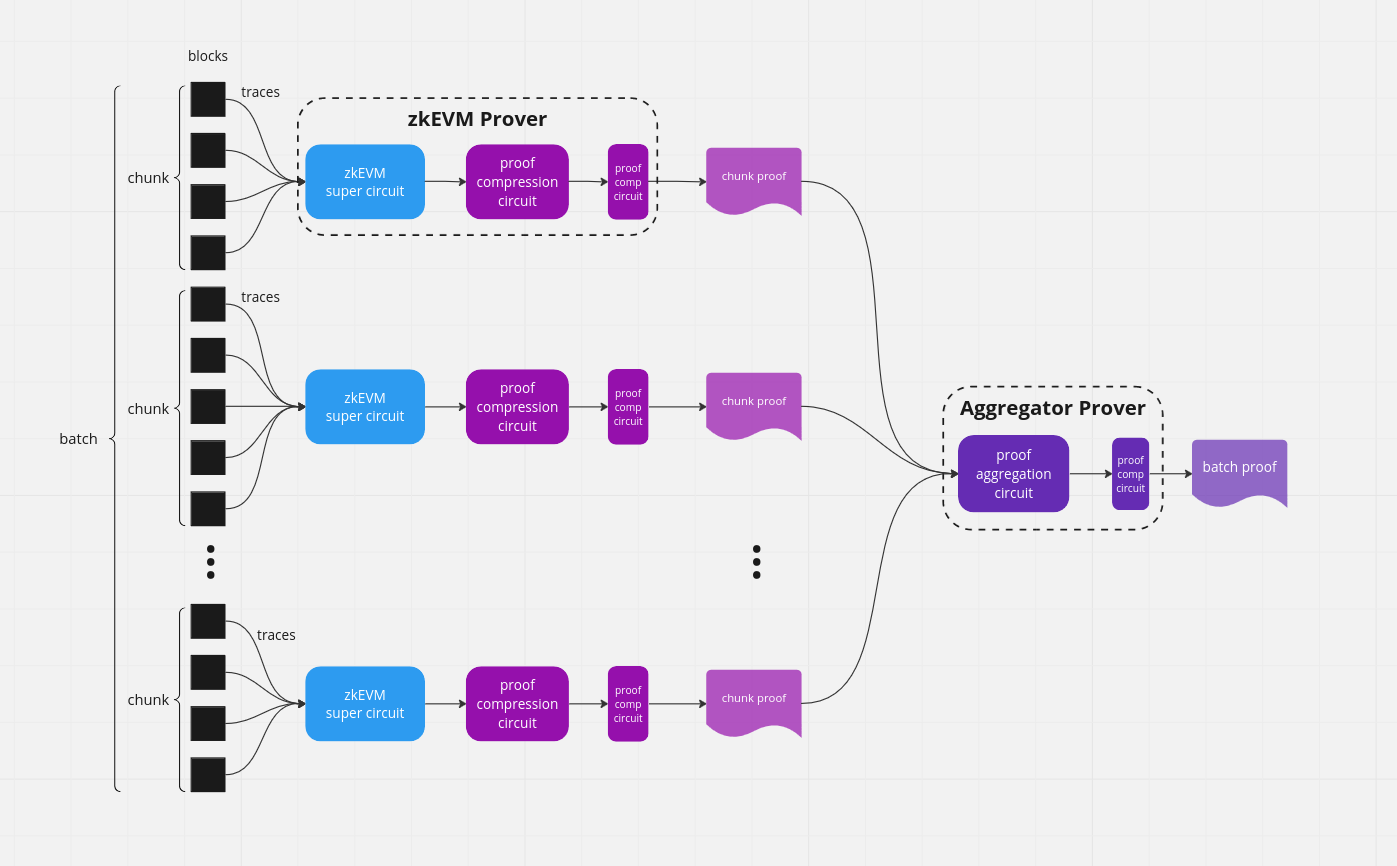 blocks
traces
zkEVM Prover
chunk
zkEVM
super circuit
proof
compression
circuit
proof
comp
circuit
chunk proof
traces
chunk
zkEVM
super circuit
proof
compression
circuit
proof
comp
circuit
chunk proof
batch
Aggregator Prover
proof
aggregation
circuit
proof
comp
circuit
batch proof
traces
chunk
zkEVM
super circuit
proof
compression
circuit
proof
comp
circuit
chunk proof